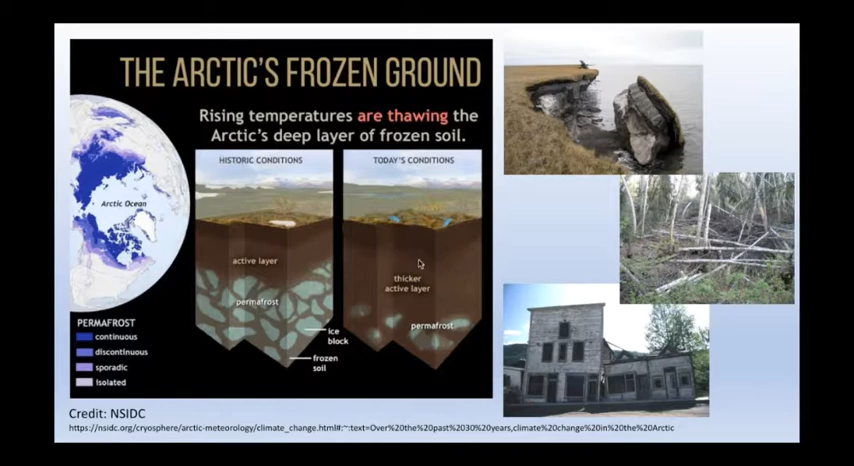 THE ARCTIC'S FROZEN GROUND
Rising temperatures are thawing the
Arctic's deep layer of frozen soil.
HISTORIC CONDITIONS
TODAY'S CONDITIONS
Arctic Ocean
active layer
permafrost
ice
block
frozen
soil
thicker
active layer
permafrost
PERMAFROST
continuous
discontinuous
sporadic
isolated
Credit: NSIDC
https://nsidc.org/cryosphere/arctic-meteorology/climate_change.html#:~:text=Over%20the%20past%2030%20years,climate%20change%20in%20the%20Arctic